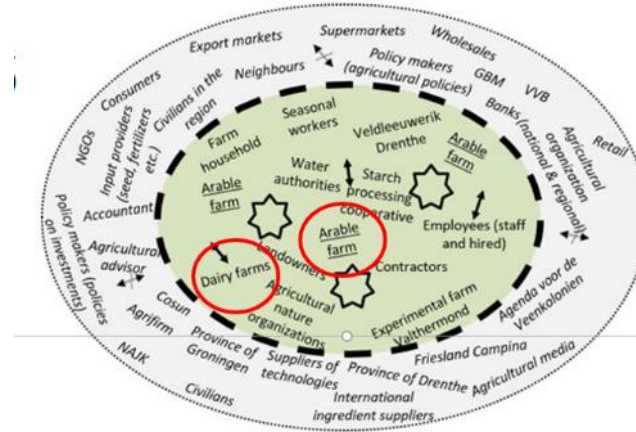 Supermarkets
Export markets
Wholesales
Consumers
Neighbours
Policy makers
(agricultural policies)
GBM
VVB
NGOs
Input providers
(seed, fertilizers
etc.)
Civilians in the
region
Banks
(national & regional)
Agricultural
organization
Retail
Farm
household
Seasonal
workers
Veldleeuwerik
Drenthe
Arable
farm
Arable
farm
Water
authorities
Starch
processing
cooperative
Accountant
Policy makers (policies
on investments)
Agricultural
advisor
Arable
farm
Employees (staff
and hired)
Landowners
Dairy farms
Contractors
Agricultural
nature
organizations
Experimental farm
Valthermond
Agenda voor de
Veenkolonien
Cosun
Agrifirm
Province of
Groningen
Suppliers of
technologies
Province of Drenthe
Friesland Campina
Agricultural media
NAJK
Civilians
International
ingredient suppliers